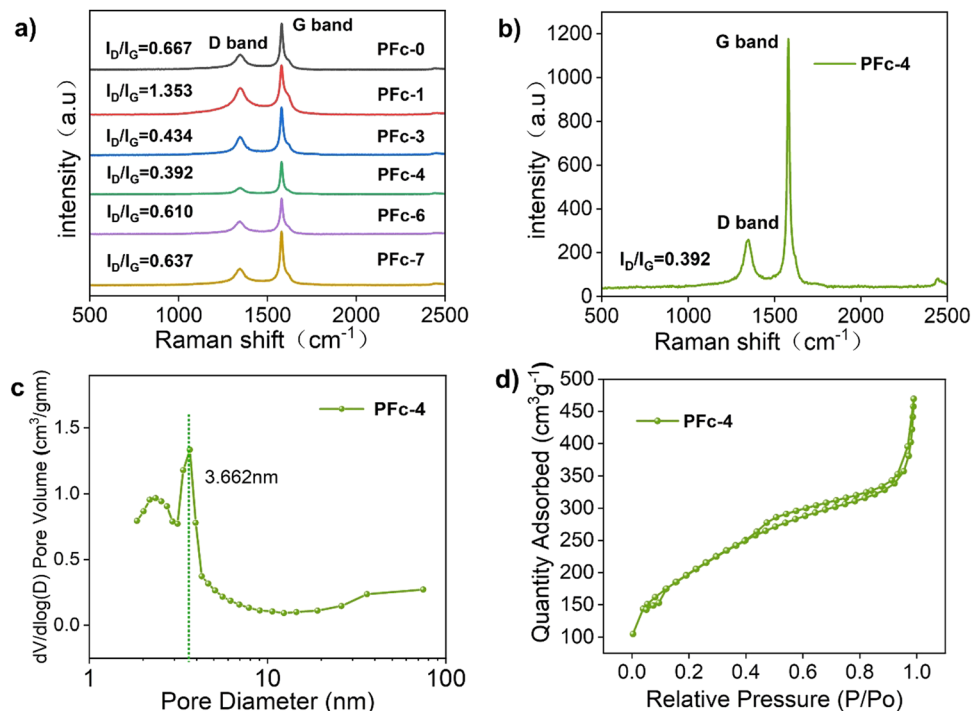 a)
I_D/I_G=0.667
D band
G band
PFc-0
I_D/I_G=1.353
PFc-1
I_D/I_G=0.434
PFc-3
I_D/I_G=0.392
PFc-4
I_D/I_G=0.610
PFc-6
I_D/I_G=0.637
PFc-7
intensity（a.u）
500 1000 1500 2000 2500
Raman shift（cm⁻¹）
b)
1200
1000
800
600
400
200
0
G band
PFc-4
D band
I_D/I_G=0.392
intensity（a.u）
500 1000 1500 2000 2500
Raman shift（cm⁻¹）
c
1.5
1.0
0.5
0.0
PFc-4
3.662nm
dV/dlog(D) Pore Volume (cm³/gnm)
1 10 100
Pore Diameter (nm)
d)
500
450
400
350
300
250
200
150
100
PFc-4
Quantity Adsorbed (cm³g⁻¹)
0.0 0.2 0.4 0.6 0.8 1.0
Relative Pressure (P/Po)